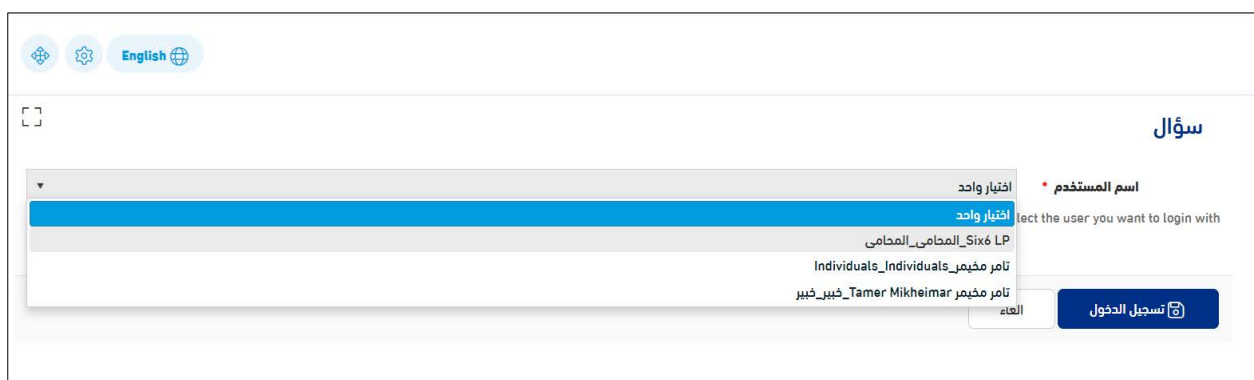 English
سؤال
اسم المستخدم *
اختيار واحد
اختيار واحد
lect the user you want to login with
Six6 LP_المحامى_المحامى
تامر مخيمر_Individuals_Individuals
تامر مخيمر Tamer Mikheimar_خبير_خبير
تسجيل الدخول
الغاء